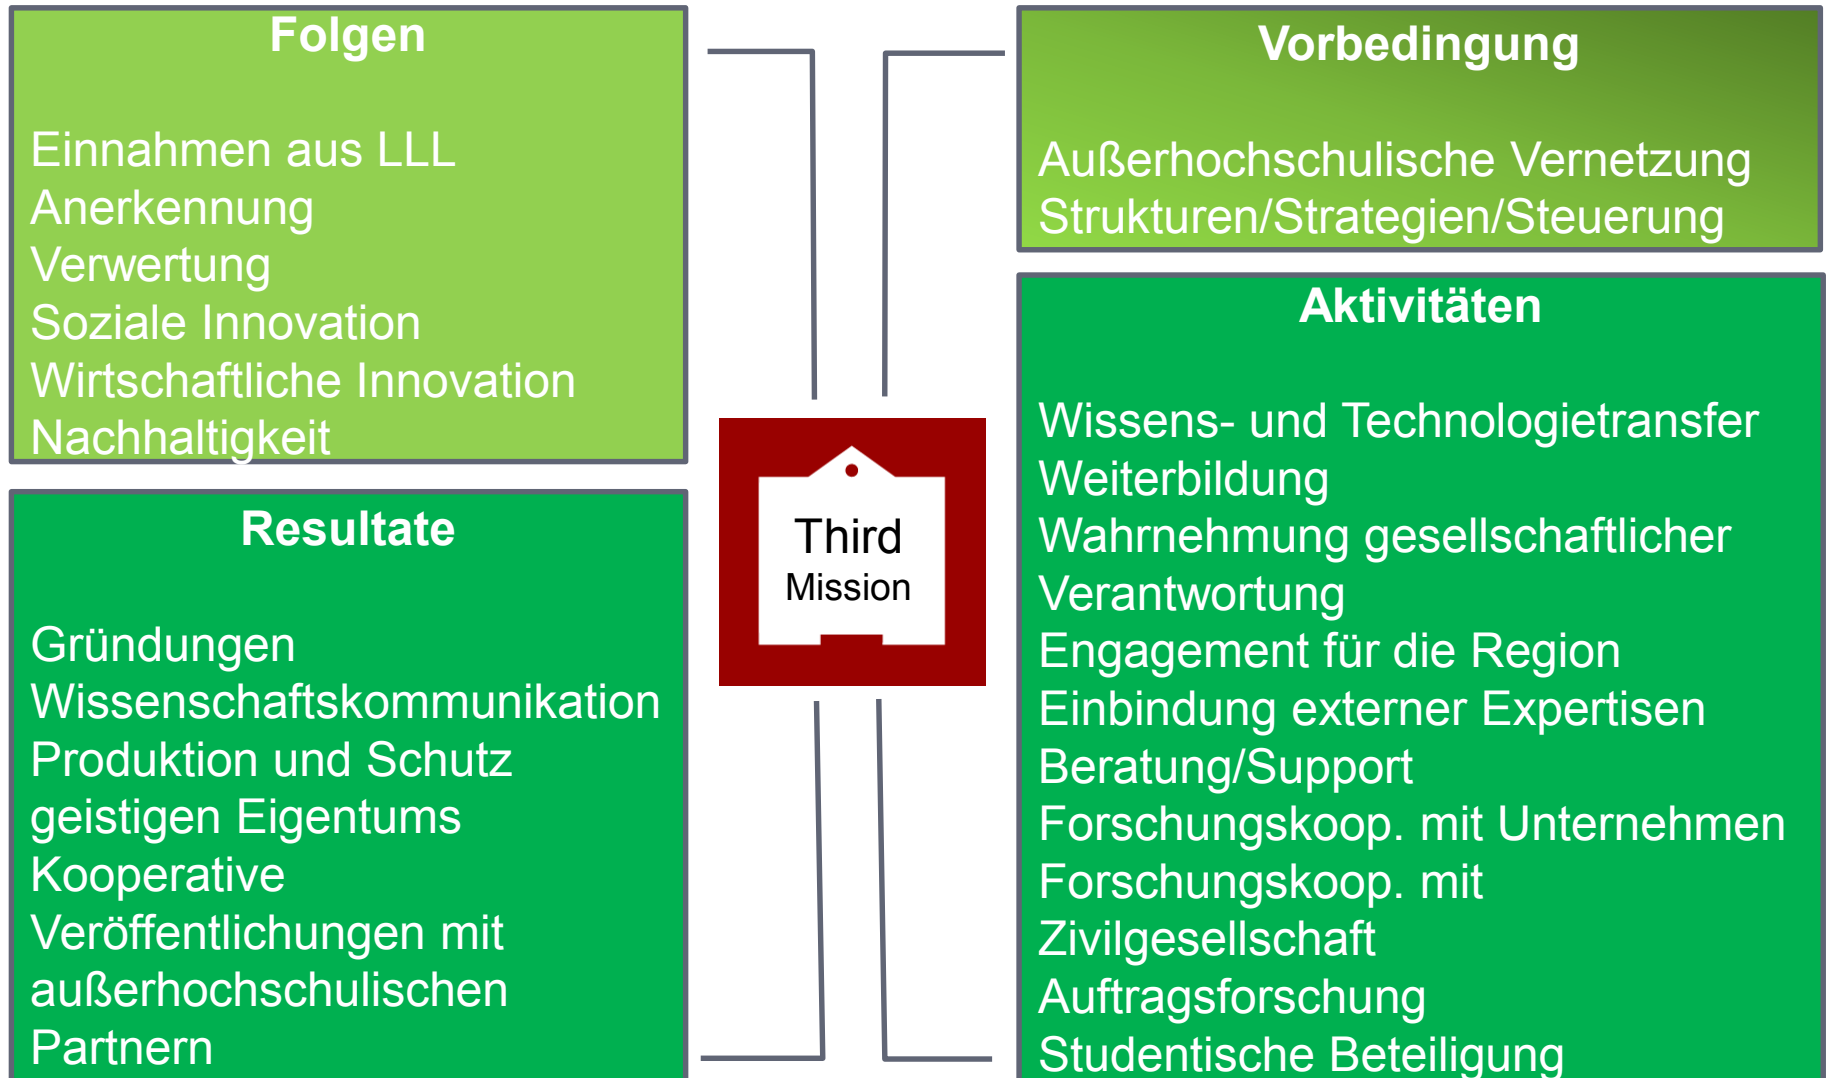 Folgen
Einnahmen aus LLL
Anerkennung
Verwertung
Soziale Innovation
Wirtschaftliche Innovation
Nachhaltigkeit
Resultate
Gründungen
Wissenschaftskommunikation
Produktion und Schutz
geistigen Eigentums
Kooperative
Veröffentlichungen mit
außerhochschulischen
Partnern
Third
Mission
Vorbedingung
Außerhochschulische Vernetzung
Strukturen/Strategien/Steuerung
Aktivitäten
Wissens- und Technologietransfer
Weiterbildung
Wahrnehmung gesellschaftlicher
Verantwortung
Engagement für die Region
Einbindung externer Expertisen
Beratung/Support
Forschungskoop. mit Unternehmen
Forschungskoop. mit
Zivilgesellschaft
Auftragsforschung
Studentische Beteiligung